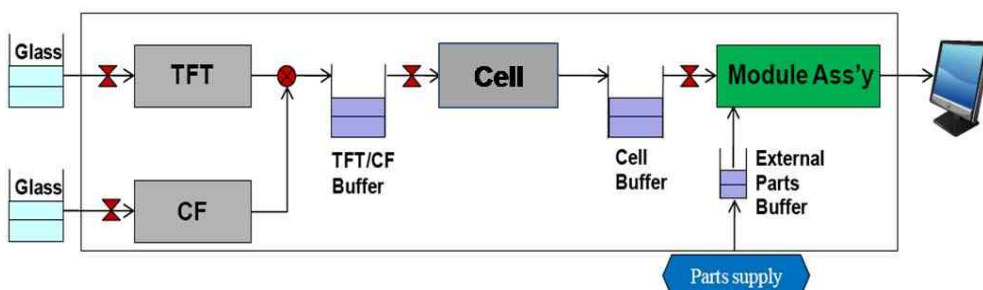 Glass
TFT
Cell
Module Ass'y
TFT/CF
Buffer
Cell
Buffer
External
Parts
Buffer
Glass
CF
Parts supply